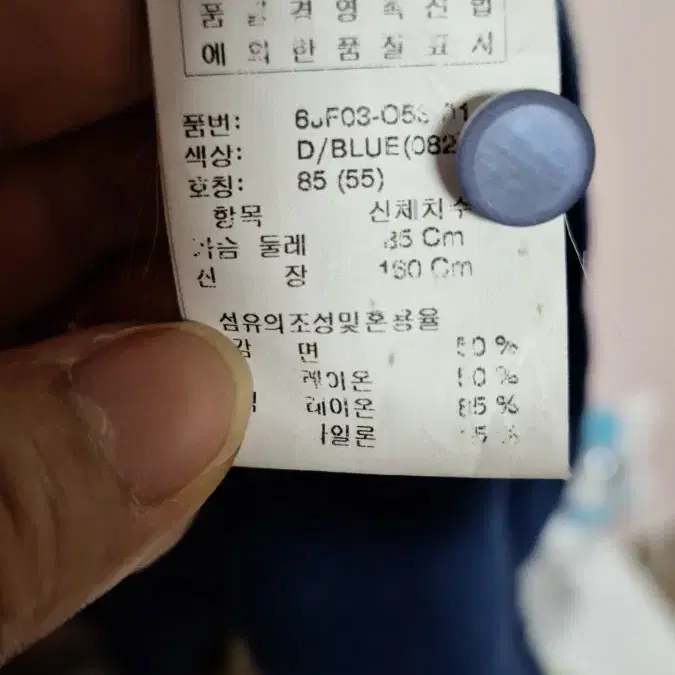 품 경 영 촉 진 법
에 의 한 품 질 표 시
품번:
색상: D/BLUE(082
호칭: 85 (55)
항목 신체치수
가슴 둘레 85 Cm
신 장 160 Cm
섬유의조성및혼용율
면 50 %
레이온 50 %
레이온 85 %
나일론 15 %